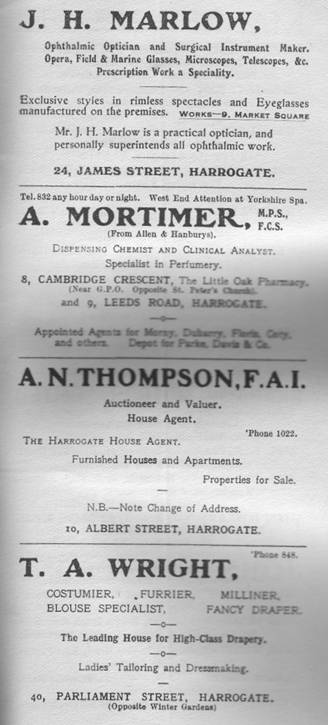 J. H. MARLOW,
Ophthalmic Optician and Surgical Instrument Maker.
Opera, Field & Marine Glasses, Microscopes, Telescopes, &c.
Prescription Work a Speciality.
Exclusive styles in rimless spectacles and Eyeglasses
manufactured on the premises. WORKS—9, MARKET SQUARE
Mr. J. H. Marlow is a practical optician, and
personally superintends all ophthalmic work.
24, JAMES STREET, HARROGATE.
Tel. 832 any hour day or night. West End Attention at Yorkshire Spa.
A. MORTIMER, M.P.S., F.C.S.
(From Allen & Hanburys).
DISPENSING CHEMIST AND CLINICAL ANALYST.
Specialist in Perfumery.
8, CAMBRIDGE CRESCENT, The Little Oak Pharmacy,
(Near G.P.O. Opposite St. Peter's Church).
and 9, LEEDS ROAD, HARROGATE.
Appointed Agents for Morny, Dubarry, Floris, Coty,
and others. Depot for Parke, Davis & Co.
A. N. THOMPSON, F.A.I.
Auctioneer and Valuer.
House Agent.
'Phone 1022.
THE HARROGATE HOUSE AGENT.
Furnished Houses and Apartments.
Properties for Sale.
N.B.—Note Change of Address.
10, ALBERT STREET, HARROGATE.
'Phone 848.
T. A. WRIGHT,
COSTUMIER, FURRIER, MILLINER,
BLOUSE SPECIALIST, FANCY DRAPER.
The Leading House for High-Class Drapery.
Ladies' Tailoring and Dressmaking.
40, PARLIAMENT STREET, HARROGATE.
(Opposite Winter Gardens)